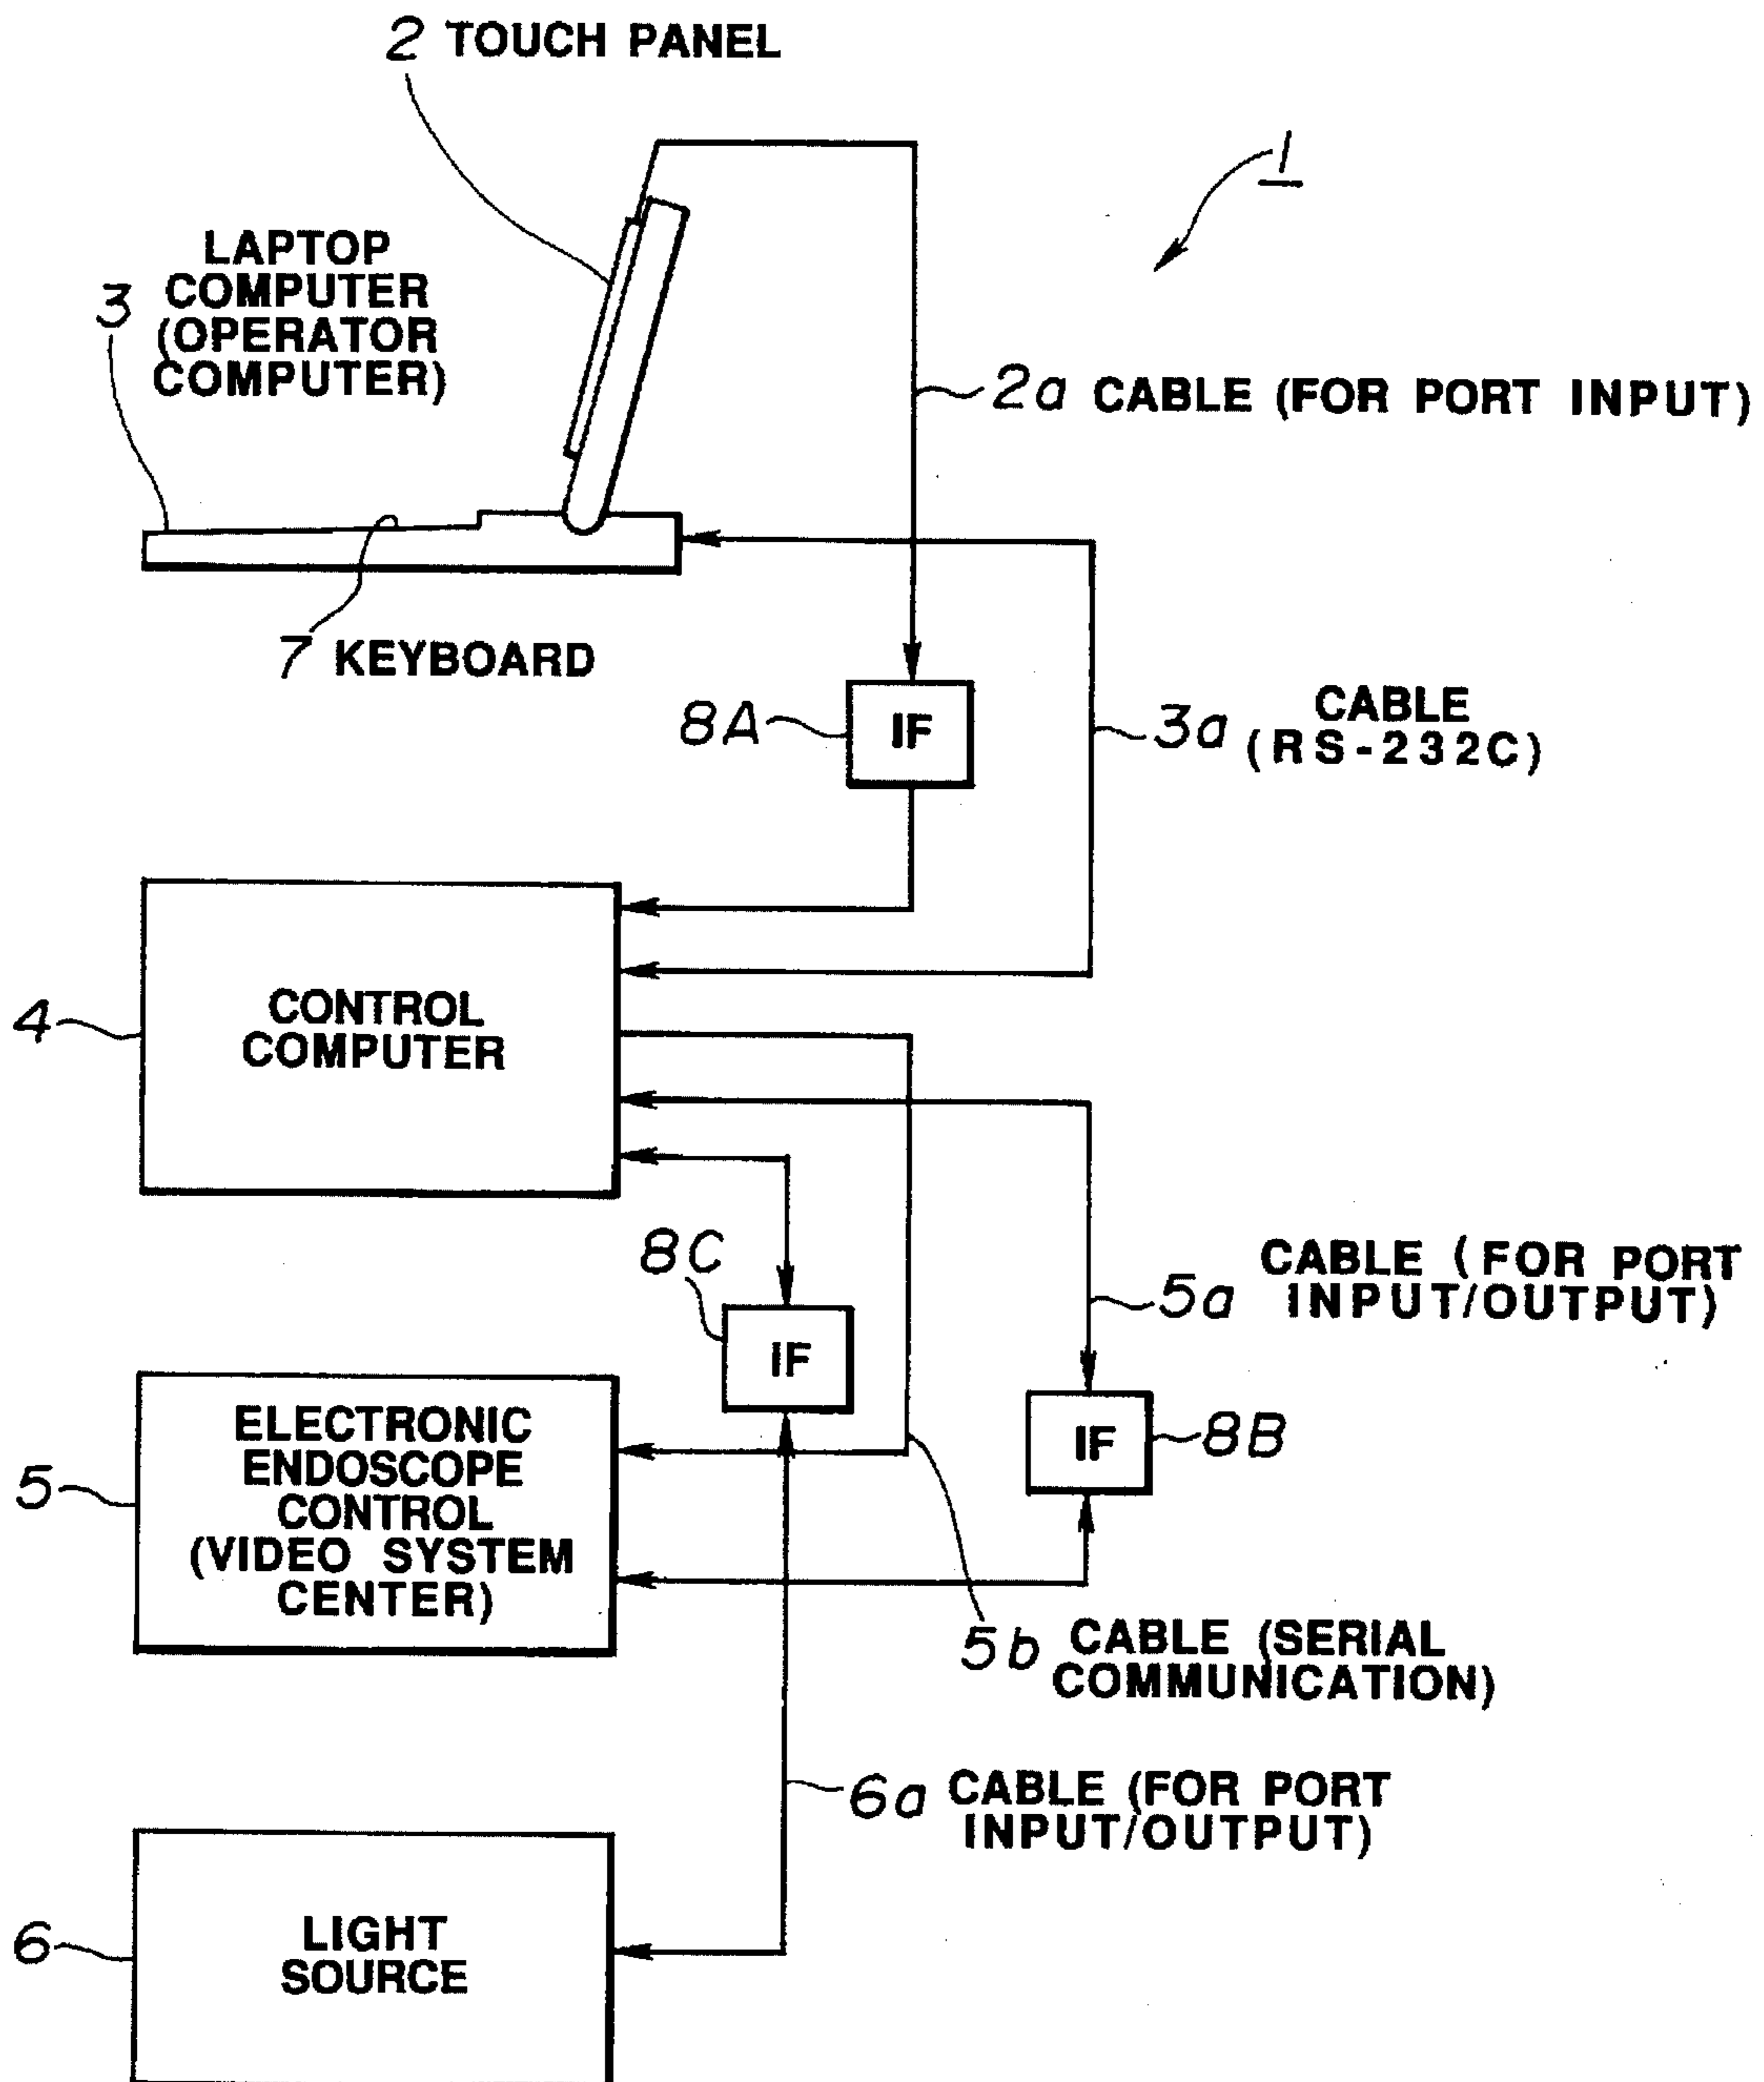 2 TOUCH PANEL
1
LAPTOP
3 COMPUTER
(OPERATOR
COMPUTER)
2a CABLE (FOR PORT INPUT)
7 KEYBOARD
8A
IF
CABLE
3a (RS-232C)
4
CONTROL
COMPUTER
8C
IF
CABLE (FOR PORT
5a INPUT/OUTPUT)
IF
8B
5
ELECTRONIC
ENDOSCOPE
CONTROL
(VIDEO SYSTEM
CENTER)
5b CABLE (SERIAL
COMMUNICATION)
6a CABLE (FOR PORT
INPUT/OUTPUT)
6
LIGHT
SOURCE